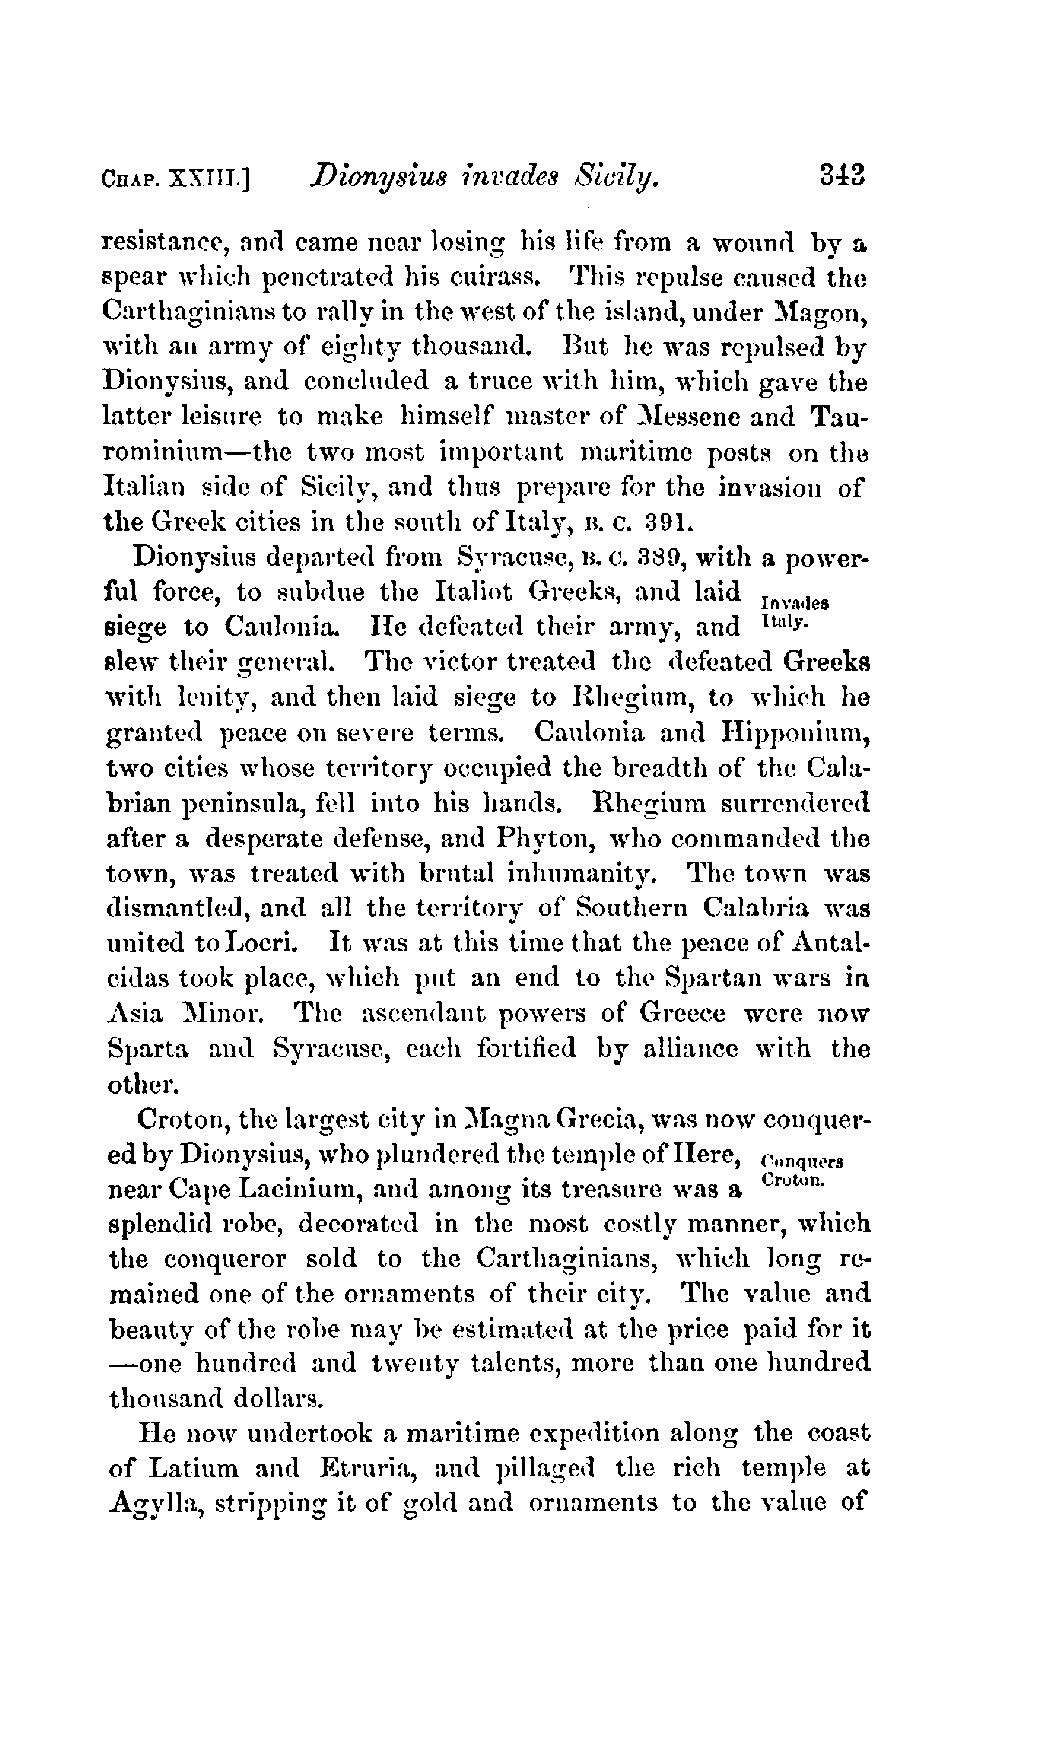 CHAP. XXIII.] Dionysius invades Sicily. 343
resistance, and came near losing his life from a wound by a
spear which penetrated his cuirass. This repulse caused the
Carthaginians to rally in the west of the island, under Magon,
with an army of eighty thousand. But he was repulsed by
Dionysius, and concluded a truce with him, which gave the
latter leisure to make himself master of Messene and Tau-
rominium—the two most important maritime posts on the
Italian side of Sicily, and thus prepare for the invasion of
the Greek cities in the south of Italy, B. C. 391.
Dionysius departed from Syracuse, B. C. 389, with a power-
ful force, to subdue the Italiot Greeks, and laid
Invades
siege to Caulonia. He defeated their army, and
Italy.
slew their general. The victor treated the defeated Greeks
with lenity, and then laid siege to Rhegium, to which he
granted peace on severe terms. Caulonia and Hipponium,
two cities whose territory occupied the breadth of the Cala-
brian peninsula, fell into his hands. Rhegium surrendered
after a desperate defense, and Phyton, who commanded the
town, was treated with brutal inhumanity. The town was
dismantled, and all the territory of Southern Calabria was
united to Locri. It was at this time that the peace of Antal-
cidas took place, which put an end to the Spartan wars in
Asia Minor. The ascendant powers of Greece were now
Sparta and Syracuse, each fortified by alliance with the
other.
Croton, the largest city in Magna Grecia, was now conquer-
ed by Dionysius, who plundered the temple of Here,
Conquers
near Cape Lacinium, and among its treasure was a
Croton.
splendid robe, decorated in the most costly manner, which
the conqueror sold to the Carthaginians, which long re-
mained one of the ornaments of their city. The value and
beauty of the robe may be estimated at the price paid for it
—one hundred and twenty talents, more than one hundred
thousand dollars.
He now undertook a maritime expedition along the coast
of Latium and Etruria, and pillaged the rich temple at
Agylla, stripping it of gold and ornaments to the value of